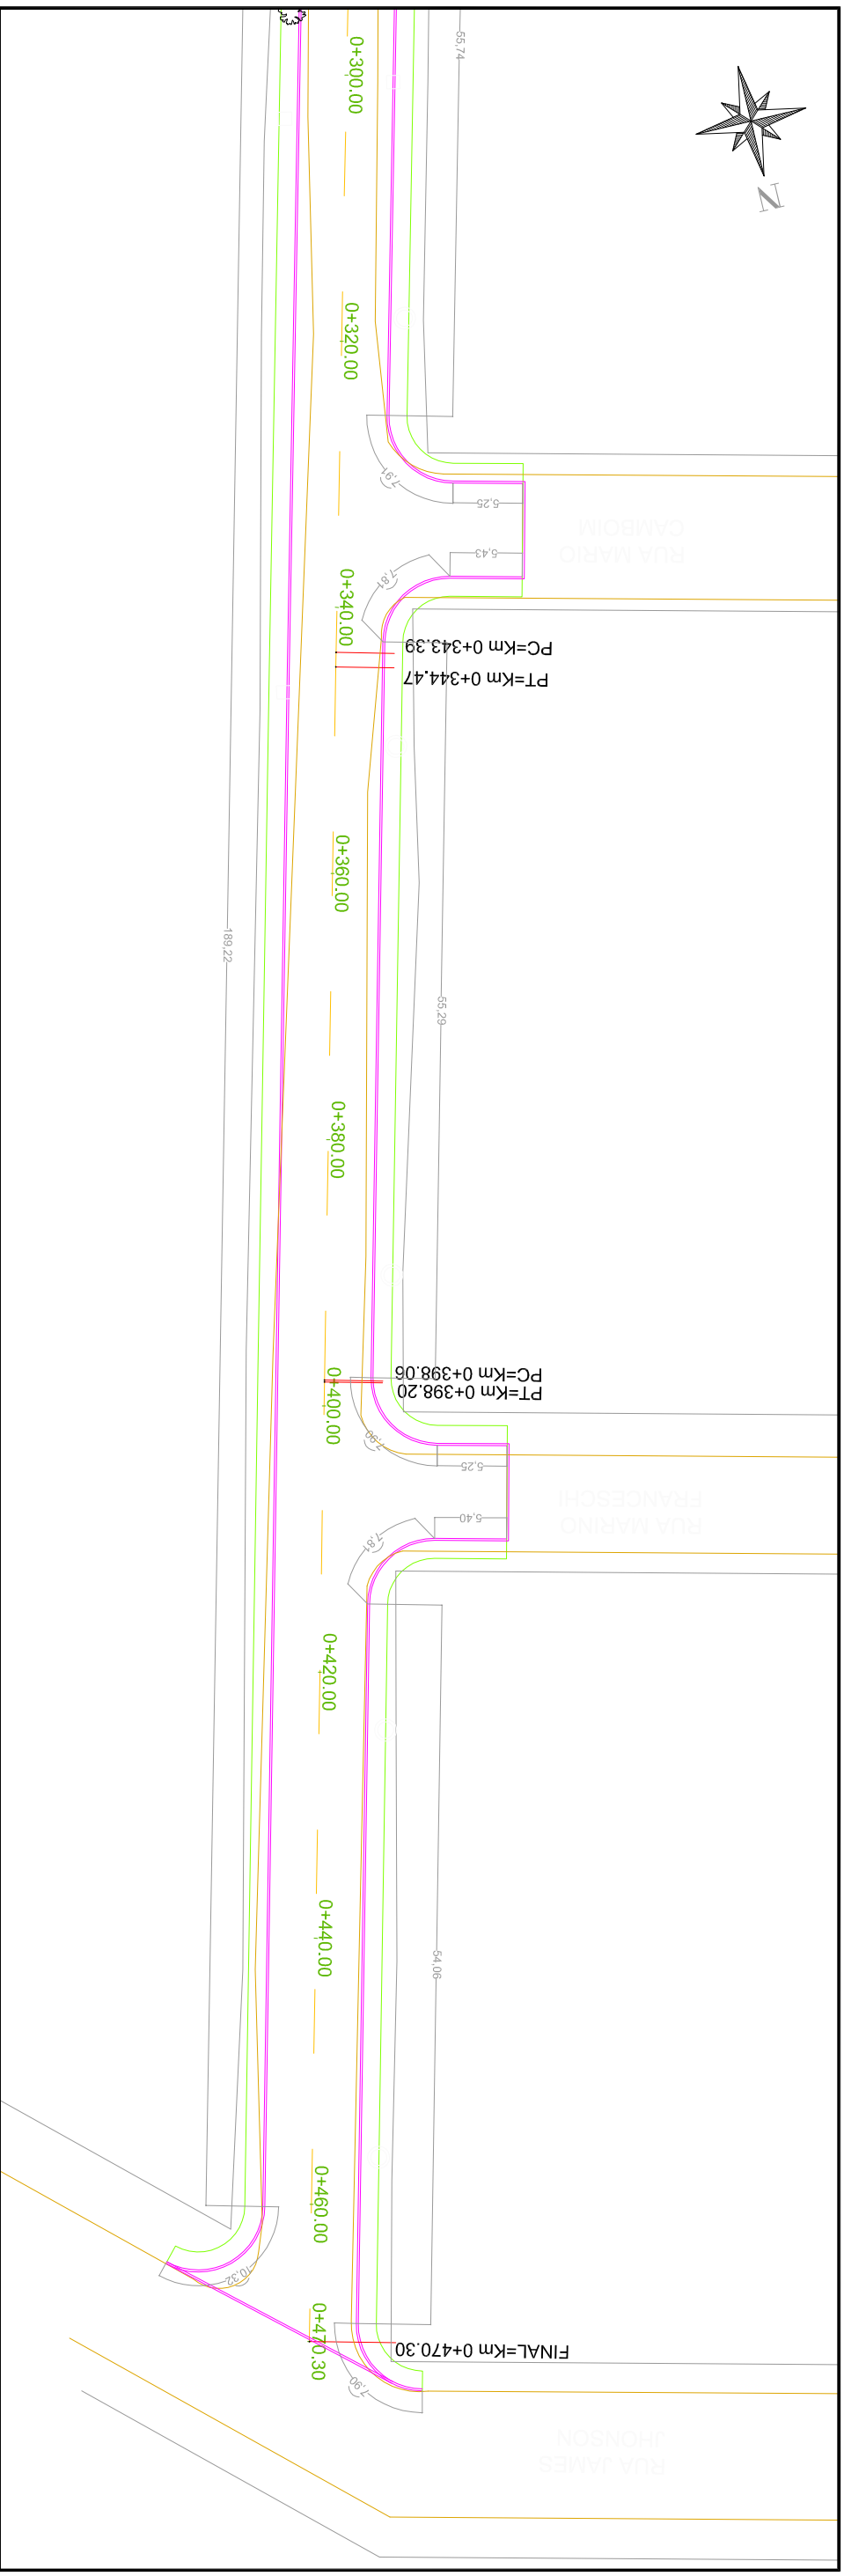 0+300.00
55,74
N
0+320.00
7,91
5,25
RUA MARIO
CAMBOIM
5,43
7,81
0+340.00
PC=Km 0+343.39
PT=Km 0+344.47
0+360.00
189,22
55,29
0+380.00
PC=Km 0+398.06
PT=Km 0+398.20
0+400.00
7,90
5,25
RUA MARINO
FRANCESCHI
5,40
7,81
0+420.00
0+440.00
54,06
0+460.00
10,32
0+470.30
FINAL=Km 0+470.30
7,90
RUA JAMES
JHONSON